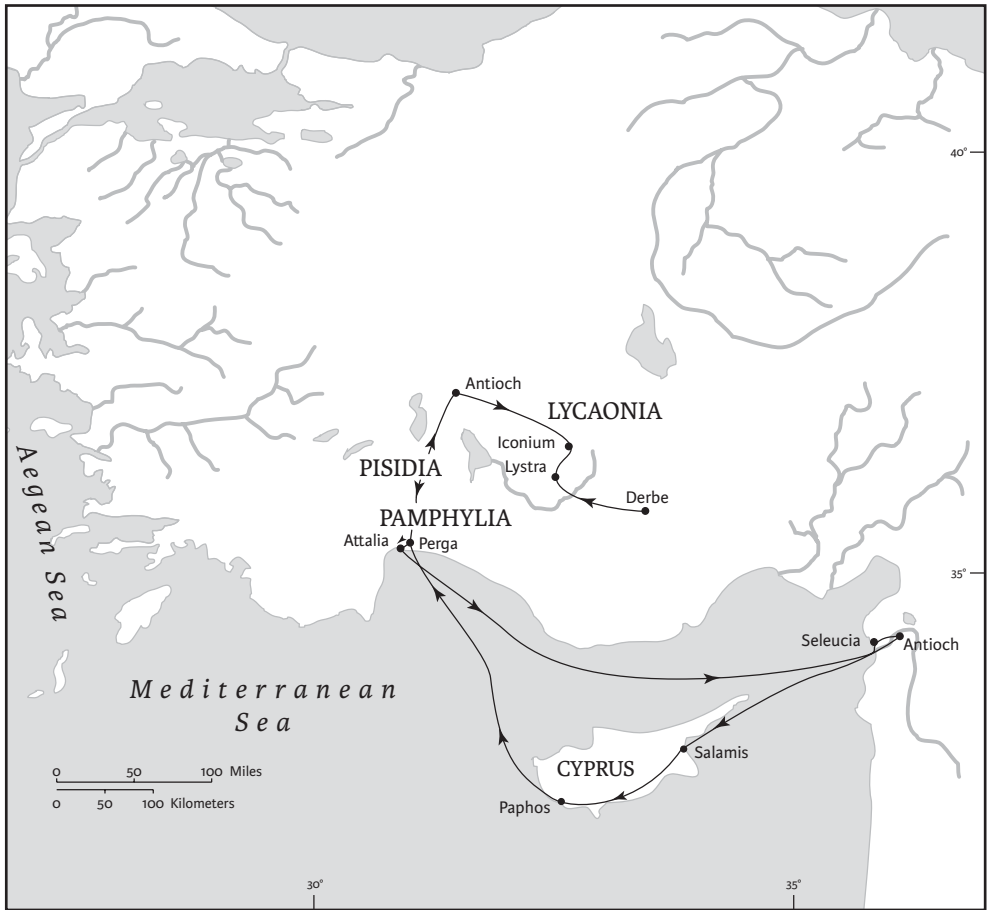 40°
Antioch
LYCAONIA
Iconium
PISIDIA
Lystra
Derbe
PAMPHYLIA
Attalia
Perga
Aegean Sea
35°
Seleucia
Antioch
Mediterranean
Sea
Salamis
CYPRUS
0 50 100 Miles
0 50 100 Kilometers
Paphos
30°
35°